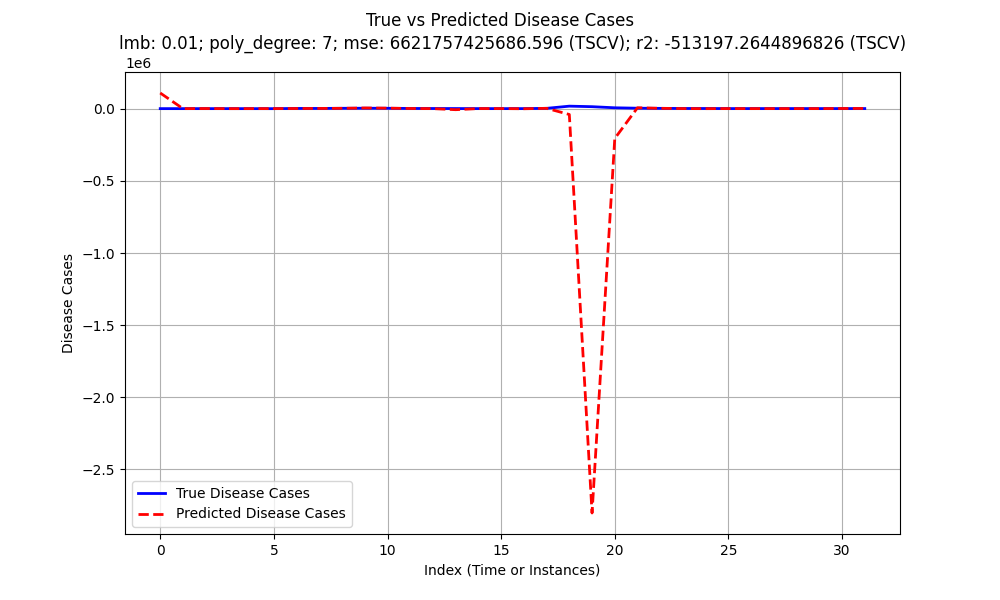 True vs Predicted Disease Cases
lmb: 0.01; poly_degree: 7; mse: 6621757425686.596 (TSCV); r2: -513197.2644896826 (TSCV)
1e6
0.0
−0.5
−1.0
−1.5
−2.0
−2.5
Disease Cases
True Disease Cases
Predicted Disease Cases
0 5 10 15 20 25 30
Index (Time or Instances)